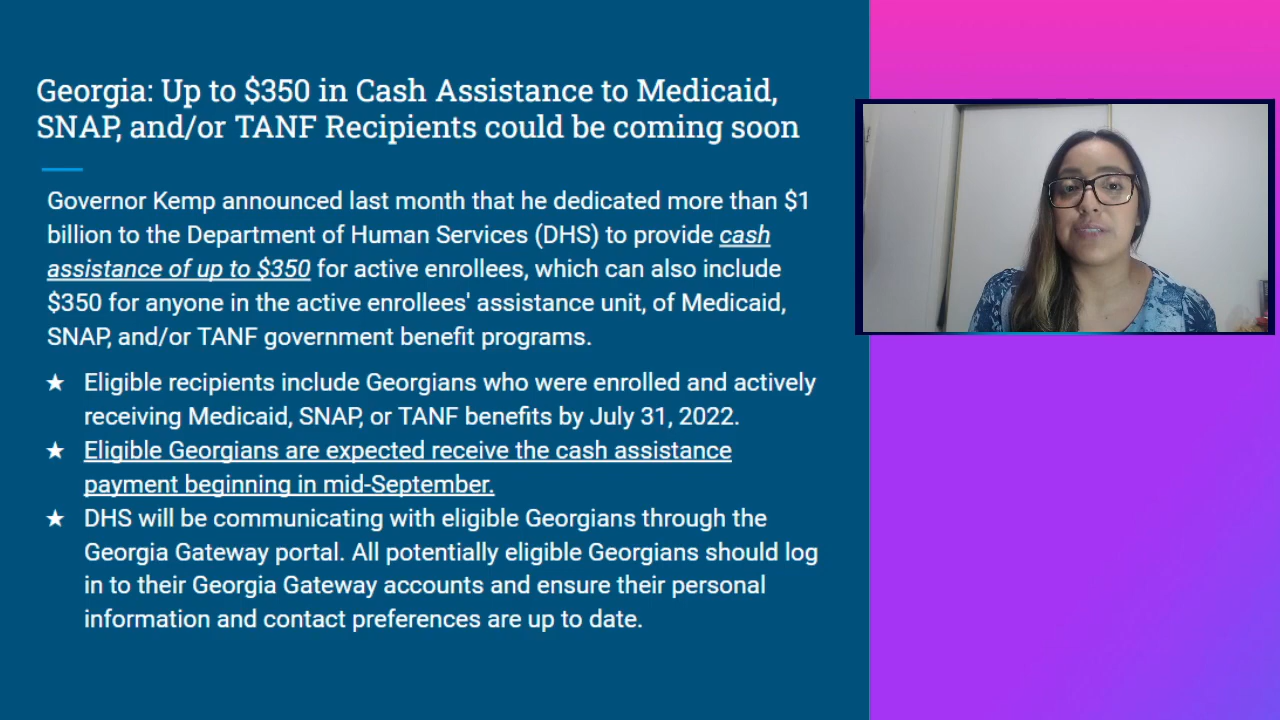 Georgia: Up to $350 in Cash Assistance to Medicaid,
SNAP, and/or TANF Recipients could be coming soon
Governor Kemp announced last month that he dedicated more than $1
billion to the Department of Human Services (DHS) to provide cash
assistance of up to $350 for active enrollees, which can also include
$350 for anyone in the active enrollees' assistance unit, of Medicaid,
SNAP, and/or TANF government benefit programs.
★ Eligible recipients include Georgians who were enrolled and actively
receiving Medicaid, SNAP, or TANF benefits by July 31, 2022.
★ Eligible Georgians are expected receive the cash assistance
payment beginning in mid-September.
★ DHS will be communicating with eligible Georgians through the
Georgia Gateway portal. All potentially eligible Georgians should log
in to their Georgia Gateway accounts and ensure their personal
information and contact preferences are up to date.